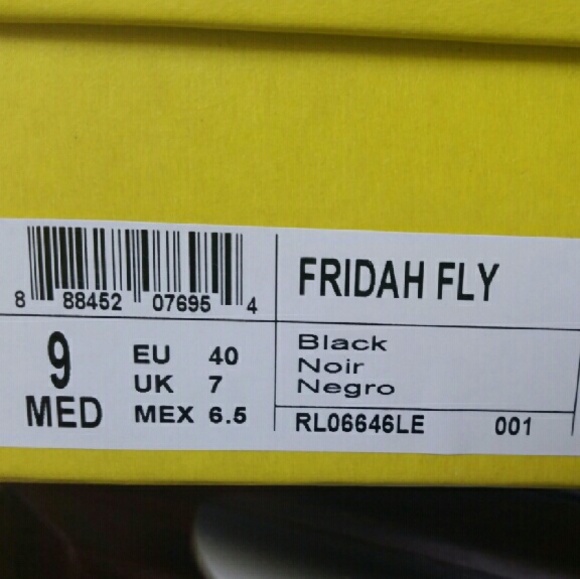 8 88452 07695 4
FRIDAH FLY
9
MED
EU 40
UK 7
MEX 6.5
Black
Noir
Negro
RL06646LE 001